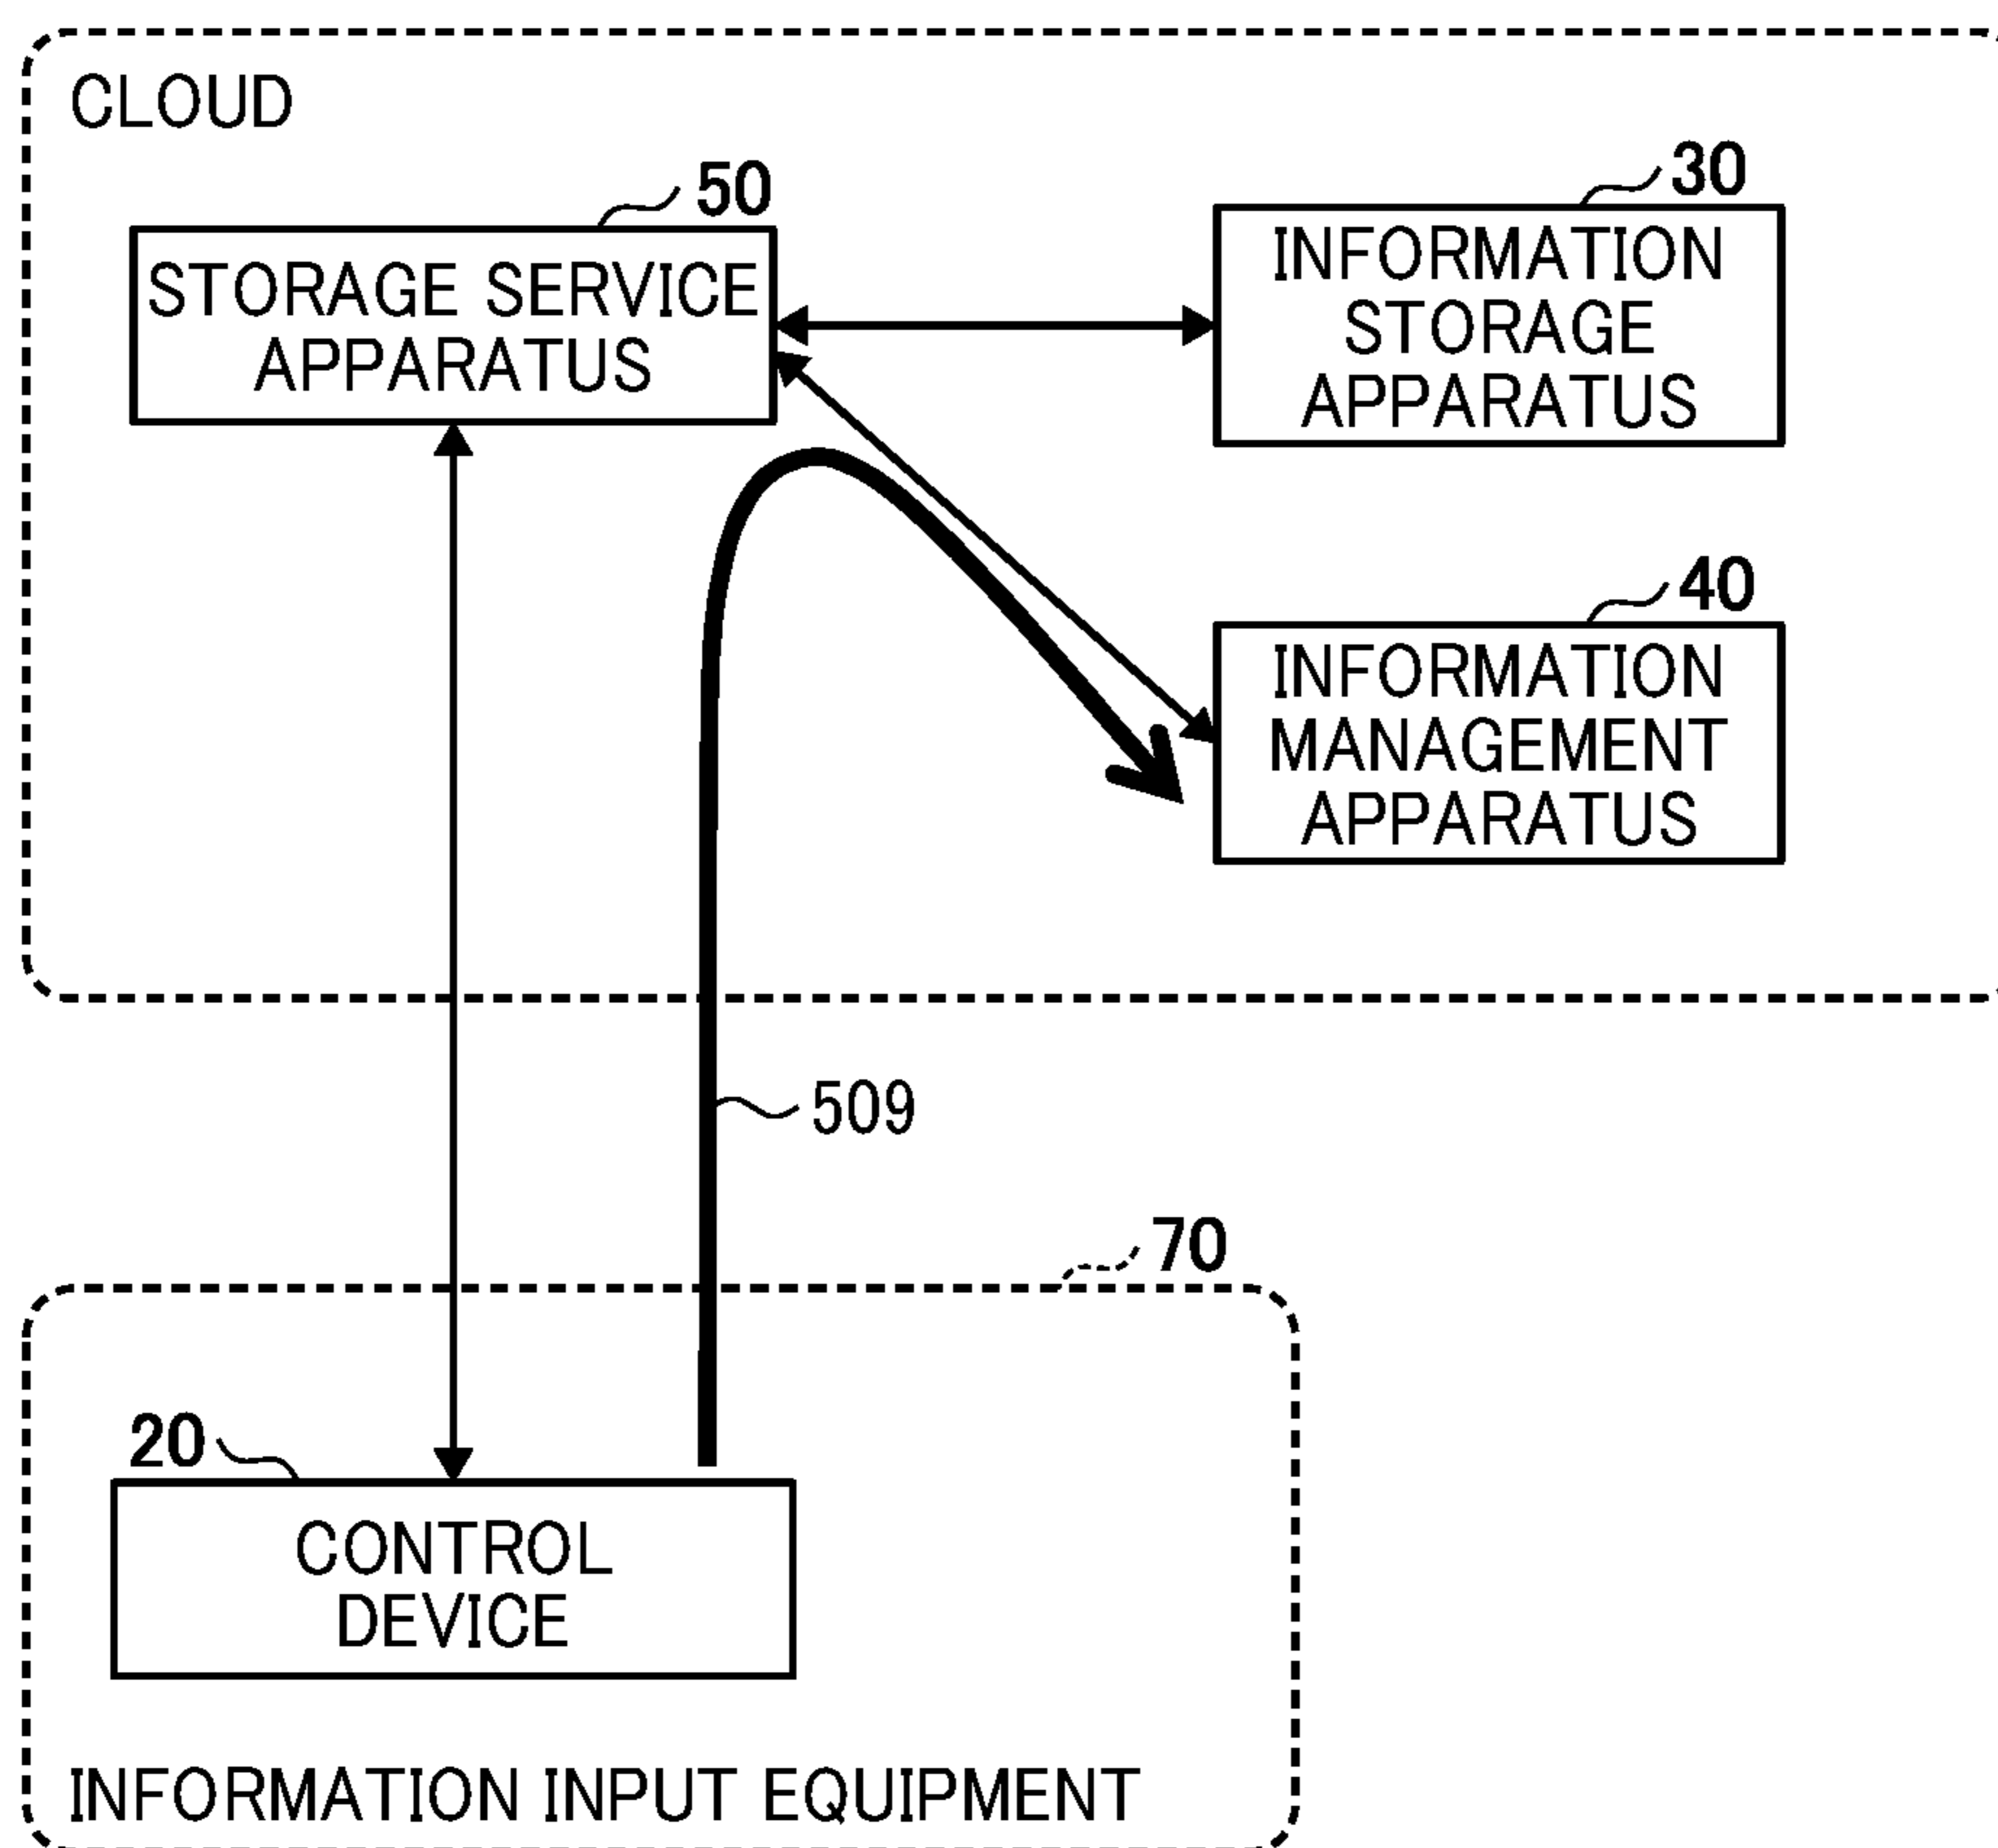 CLOUD
50
STORAGE SERVICE
APPARATUS
30
INFORMATION
STORAGE
APPARATUS
40
INFORMATION
MANAGEMENT
APPARATUS
509
70
20
CONTROL
DEVICE
INFORMATION INPUT EQUIPMENT